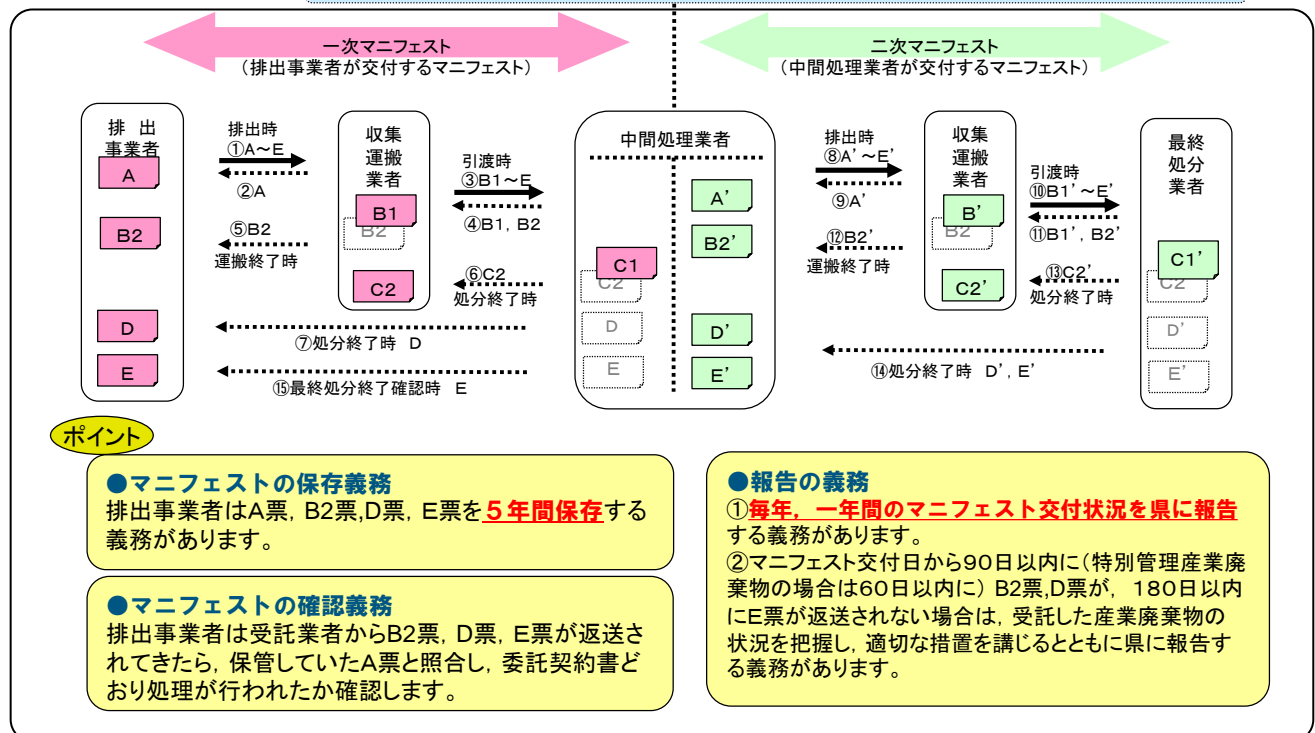 一次マニフェスト
（排出事業者が交付するマニフェスト）
二次マニフェスト
（中間処理業者が交付するマニフェスト）
排 出
事業者
A
B2
D
E
排出時
①A～E
②A
⑤B2
運搬終了時
収集
運搬
業者
B1
B2
C2
引渡時
③B1～E
④B1，B2
⑥C2
処分終了時
⑦処分終了時 D
⑮最終処分終了確認時 E
中間処理業者
C1
C2
D
E
A’
B2’
D’
E’
排出時
⑧A’～E’
⑨A’
⑫B2’
運搬終了時
収集
運搬
業者
B’
B2
C2’
引渡時
⑩B1’～E’
⑪B1’，B2’
⑬C2’
処分終了時
⑭処分終了時 D’，E’
最終
処分
業者
C1’
C2
D’
E’
ポイント
●マニフェストの保存義務
排出事業者はA票，B2票,D票，E票を５年間保存する
義務があります。
●マニフェストの確認義務
排出事業者は受託業者からB2票，D票，E票が返送さ
れてきたら，保管していたA票と照合し，委託契約書ど
おり処理が行われたか確認します。
●報告の義務
①毎年，一年間のマニフェスト交付状況を県に報告
する義務があります。
②マニフェスト交付日から90日以内に（特別管理産業廃
棄物の場合は60日以内に）B2票,D票が，180日以内
にE票が返送されない場合は，受託した産業廃棄物の
状況を把握し，適切な措置を講じるとともに県に報告す
る義務があります。